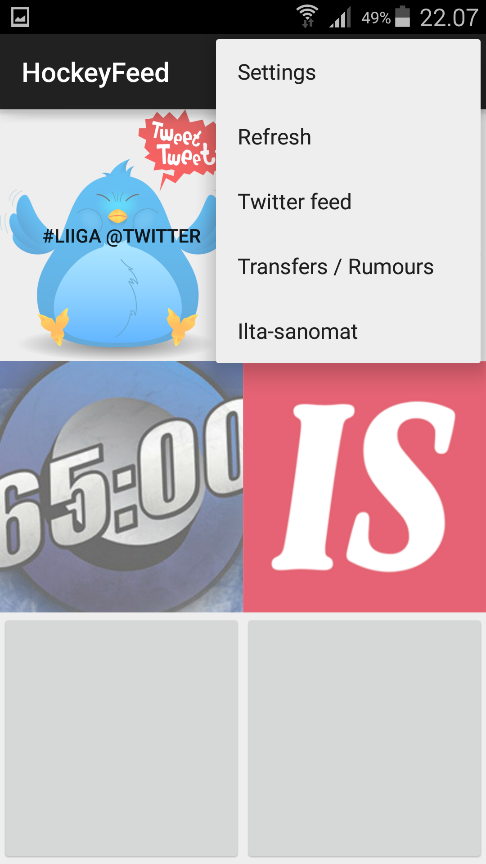 49% 22.07
HockeyFeed
Settings
Refresh
Twitter feed
Transfers / Rumours
Ilta-sanomat
Tweet
Tweet
#LIIGA @TWITTER
65:00
IS